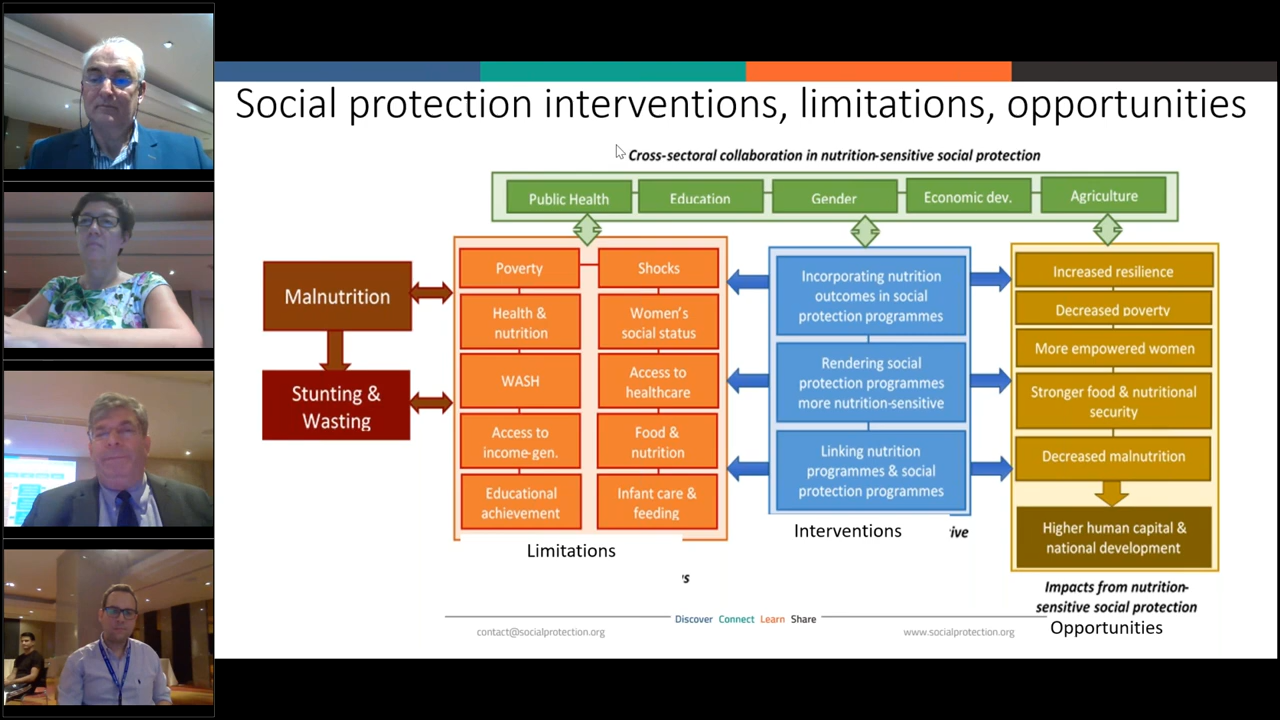 Social protection interventions, limitations, opportunities
Cross-sectoral collaboration in nutrition-sensitive social protection
Public Health
Education
Gender
Economic dev.
Agriculture
Malnutrition
Stunting &
Wasting
Poverty
Shocks
Health &
nutrition
Women's
social status
WASH
Access to
healthcare
Access to
income-gen.
Food &
nutrition
Educational
achievement
Infant care &
feeding
Limitations
's
Incorporating nutrition
outcomes in social
protection programmes
Rendering social
protection programmes
more nutrition-sensitive
Linking nutrition
programmes & social
protection programmes
Interventions
ive
Increased resilience
Decreased poverty
More empowered women
Stronger food & nutritional
security
Decreased malnutrition
Higher human capital &
national development
Impacts from nutrition-
sensitive social protection
Opportunities
Discover Connect Learn Share
contact@socialprotection.org
www.socialprotection.org